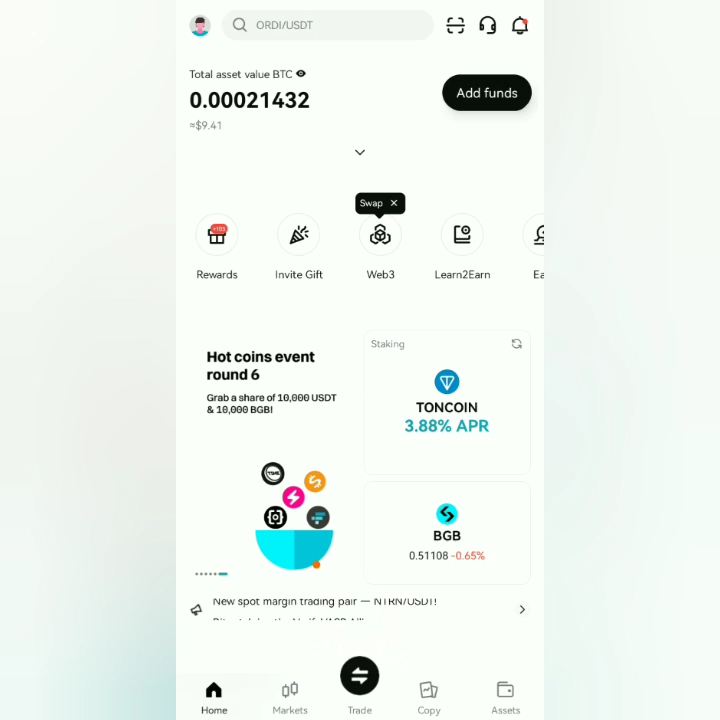 ORDI/USDT
Total asset value BTC
0.00021432
≈$9.41
Add funds
Swap ×
+103
Rewards
Invite Gift
Web3
Learn2Earn
Ea
Hot coins event
round 6
Grab a share of 10,000 USDT
& 10,000 BGB!
Staking
TONCOIN
3.88% APR
BGB
0.51108 -0.65%
New spot margin trading pair — NTRN/USDT!
Home
Markets
Trade
Copy
Assets